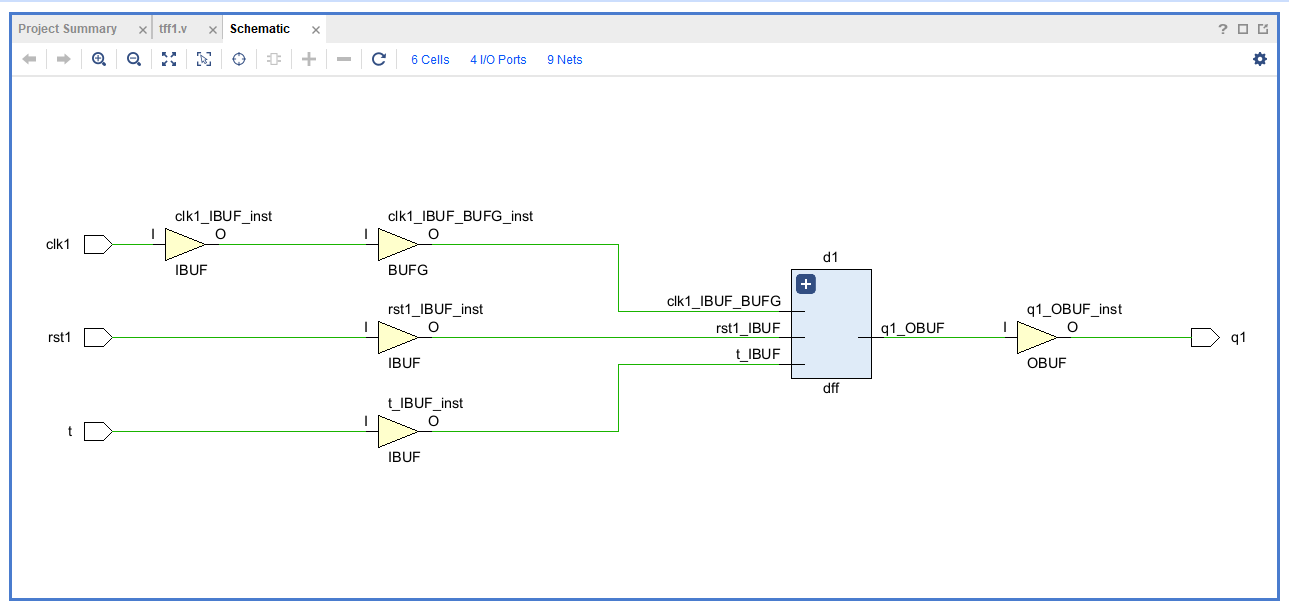 Project Summary × tff1.v × Schematic ×
?
6 Cells 4 I/O Ports 9 Nets
clk1_IBUF_inst clk1_IBUF_BUFG_inst
I O I O
clk1
IBUF BUFG
d1
clk1_IBUF_BUFG
rst1_IBUF_inst q1_OBUF_inst
I O rst1_IBUF q1_OBUF I O
rst1 q1
t_IBUF
IBUF OBUF
dff
t_IBUF_inst
I O
t
IBUF